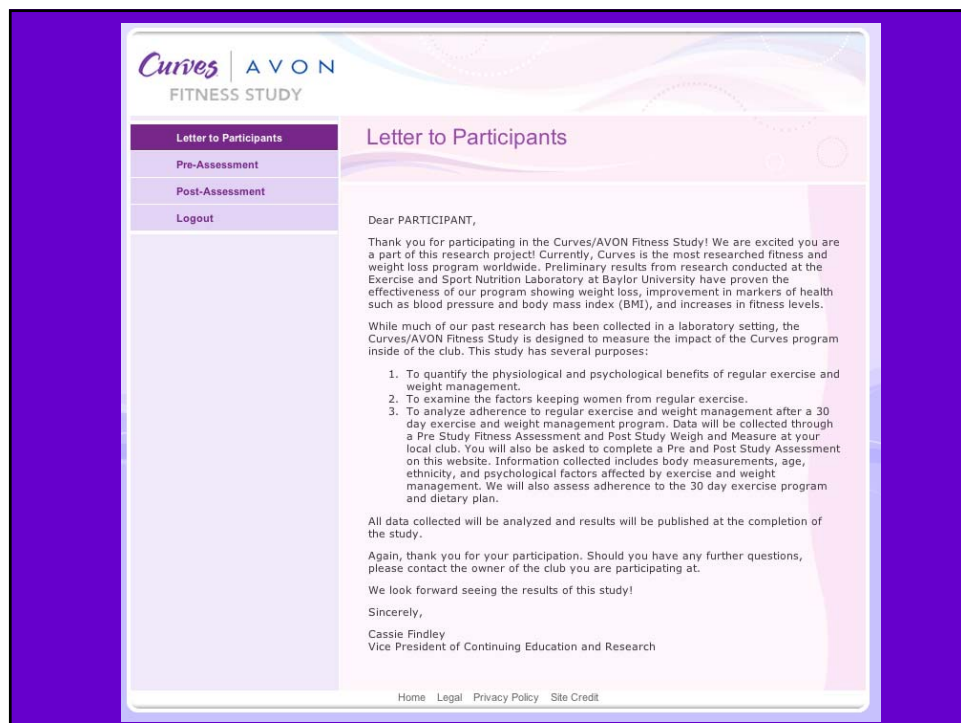 Curves | AVON
FITNESS STUDY
Letter to Participants
Pre-Assessment
Post-Assessment
Logout
Letter to Participants
Dear PARTICIPANT,
Thank you for participating in the Curves/AVON Fitness Study! We are excited you are
a part of this research project! Currently, Curves is the most researched fitness and
weight loss program worldwide. Preliminary results from research conducted at the
Exercise and Sport Nutrition Laboratory at Baylor University have proven the
effectiveness of our program showing weight loss, improvement in markers of health
such as blood pressure and body mass index (BMI), and increases in fitness levels.
While much of our past research has been collected in a laboratory setting, the
Curves/AVON Fitness Study is designed to measure the impact of the Curves program
inside of the club. This study has several purposes:
1. To quantify the physiological and psychological benefits of regular exercise and
weight management.
2. To examine the factors keeping women from regular exercise.
3. To analyze adherence to regular exercise and weight management after a 30
day exercise and weight management program. Data will be collected through
a Pre Study Fitness Assessment and Post Study Weigh and Measure at your
local club. You will also be asked to complete a Pre and Post Study Assessment
on this website. Information collected includes body measurements, age,
ethnicity, and psychological factors affected by exercise and weight
management. We will also assess adherence to the 30 day exercise program
and dietary plan.
All data collected will be analyzed and results will be published at the completion of
the study.
Again, thank you for your participation. Should you have any further questions,
please contact the owner of the club you are participating at.
We look forward seeing the results of this study!
Sincerely,
Cassie Findley
Vice President of Continuing Education and Research
Home Legal Privacy Policy Site Credit